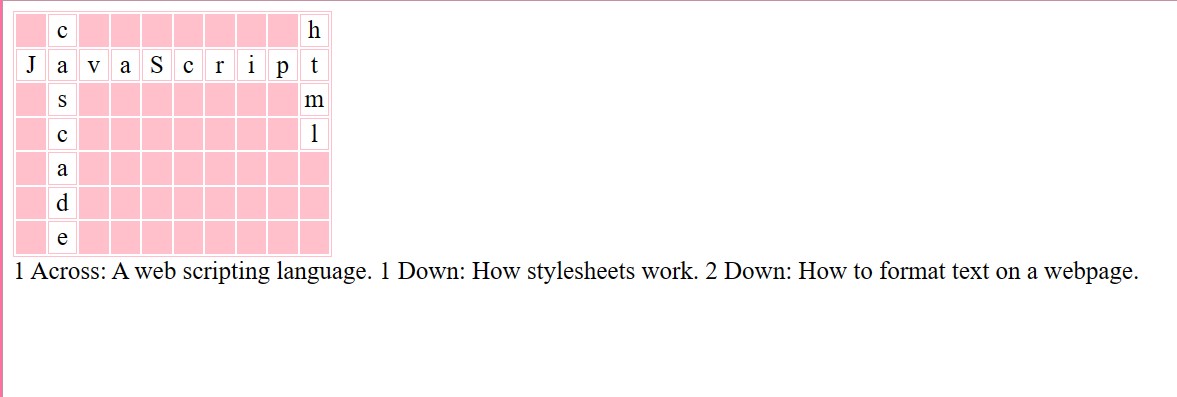 c h
J a v a S c r i p t
s m
c l
a
d
e
1 Across: A web scripting language. 1 Down: How stylesheets work. 2 Down: How to format text on a webpage.